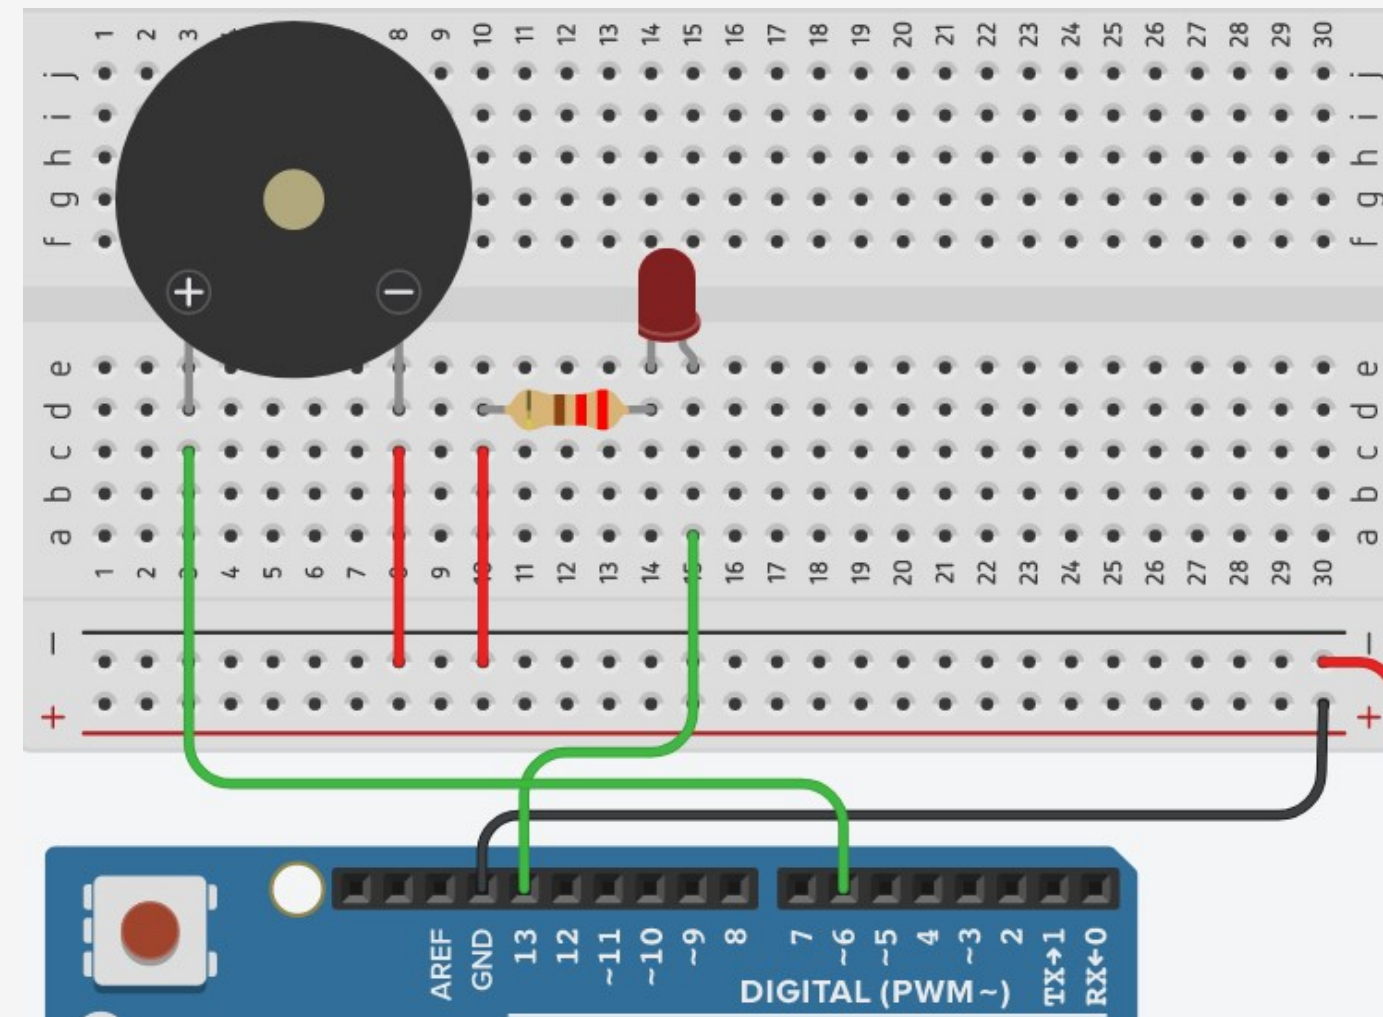 1 2 3 8 9 10 11 12 13 14 15 16 17 18 19 20 21 22 23 24 25 26 27 28 29 30
j j
i i
h h
g g
f f
+ −
e e
d d
c c
b b
a a
1 2 3 4 5 6 7 8 9 10 11 12 13 14 15 16 17 18 19 20 21 22 23 24 25 26 27 28 29 30
− −
+ +
AREF GND 13 12 ~11 ~10 ~9 8 7 ~6 ~5 4 ~3 2 TX→1 RX←0
DIGITAL (PWM~)